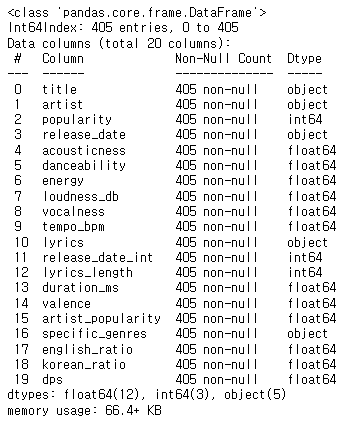 <class 'pandas.core.frame.DataFrame'>
Int64Index: 405 entries, 0 to 405
Data columns (total 20 columns):
 #   Column             Non-Null Count  Dtype
---  ------             --------------  -----
 0   title              405 non-null    object
 1   artist             405 non-null    object
 2   popularity         405 non-null    int64
 3   release_date       405 non-null    object
 4   acousticness       405 non-null    float64
 5   danceability       405 non-null    float64
 6   energy             405 non-null    float64
 7   loudness_db        405 non-null    float64
 8   vocalness          405 non-null    float64
 9   tempo_bpm          405 non-null    float64
 10  lyrics             405 non-null    object
 11  release_date_int   405 non-null    int64
 12  lyrics_length      405 non-null    int64
 13  duration_ms        405 non-null    float64
 14  valence            405 non-null    float64
 15  artist_popularity  405 non-null    float64
 16  specific_genres    405 non-null    object
 17  english_ratio      405 non-null    float64
 18  korean_ratio       405 non-null    float64
 19  dps                405 non-null    float64
dtypes: float64(12), int64(3), object(5)
memory usage: 66.4+ KB